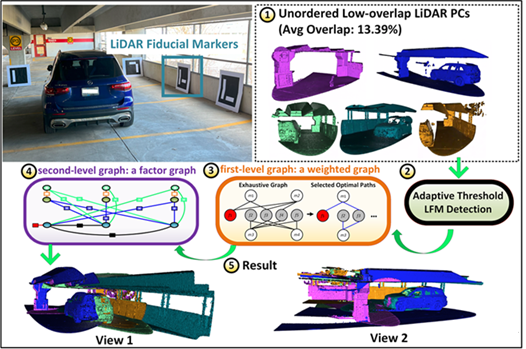 LiDAR Fiducial Markers
1 Unordered Low-overlap LiDAR PCs
(Avg Overlap: 13.39%)
4 second-level graph: a factor graph
3 first-level graph: a weighted graph
2
Exhaustive Graph
Selected Optimal Paths
...
Adaptive Threshold
LFM Detection
5 Result
View 1
View 2